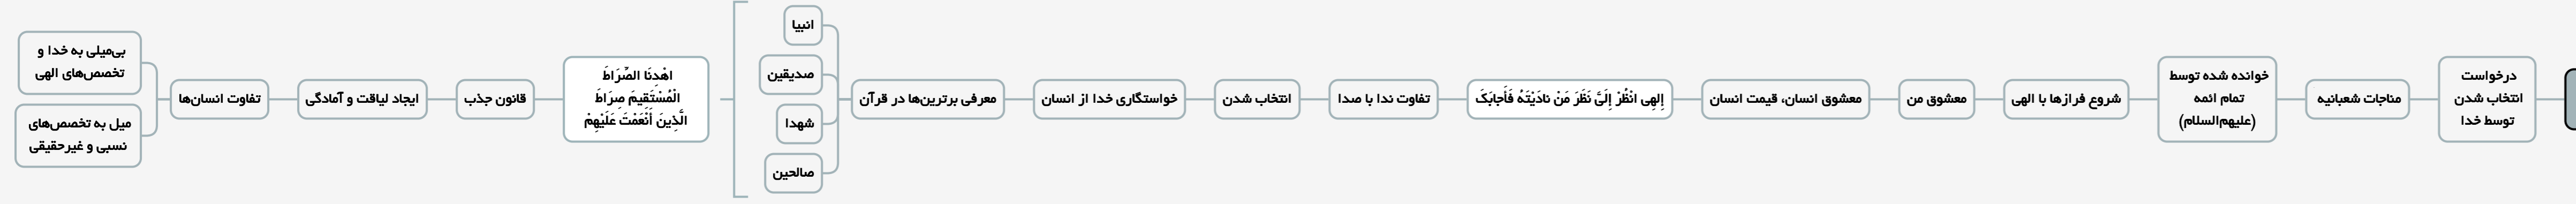 درخواست
انتخاب شدن
توسط خدا
مناجات شعبانیه
خوانده شده توسط
تمام ائمه
(علیهم‌السلام)
شروع فرازها با الهی
معشوق من
معشوق انسان، قیمت انسان
إِلهِی انْظُرْ إِلَیَّ نَظَرَ مَنْ نادَیْتَهُ فَأَجابَکَ
تفاوت ندا با صدا
انتخاب شدن
خواستگاری خدا از انسان
معرفی برترین‌ها در قرآن
انبیا
صدیقین
شهدا
صالحین
اهْدِنَا الصِّرَاطَ
الْمُسْتَقِیمَ صِرَاطَ
الَّذِینَ أَنْعَمْتَ عَلَیْهِمْ
قانون جذب
ایجاد لیاقت و آمادگی
تفاوت انسان‌ها
بی‌میلی به خدا و
تخصص‌های الهی
میل به تخصص‌های
نسبی و غیرحقیقی